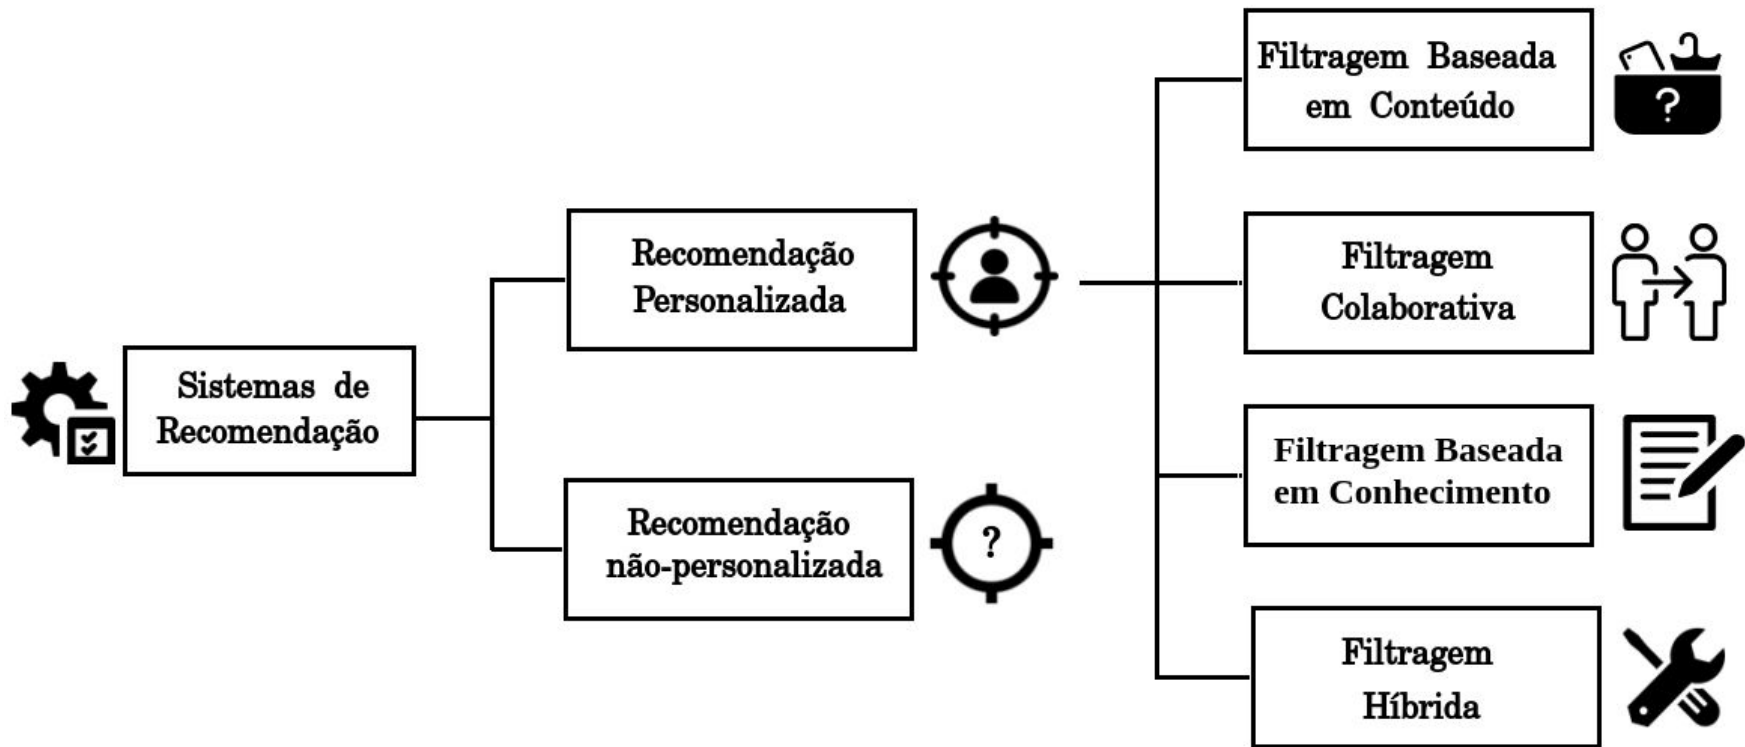 Sistemas de
Recomendação
Recomendação
Personalizada
Recomendação
não-personalizada
?
Filtragem Baseada
em Conteúdo
?
Filtragem
Colaborativa
Filtragem Baseada
em Conhecimento
Filtragem
Híbrida